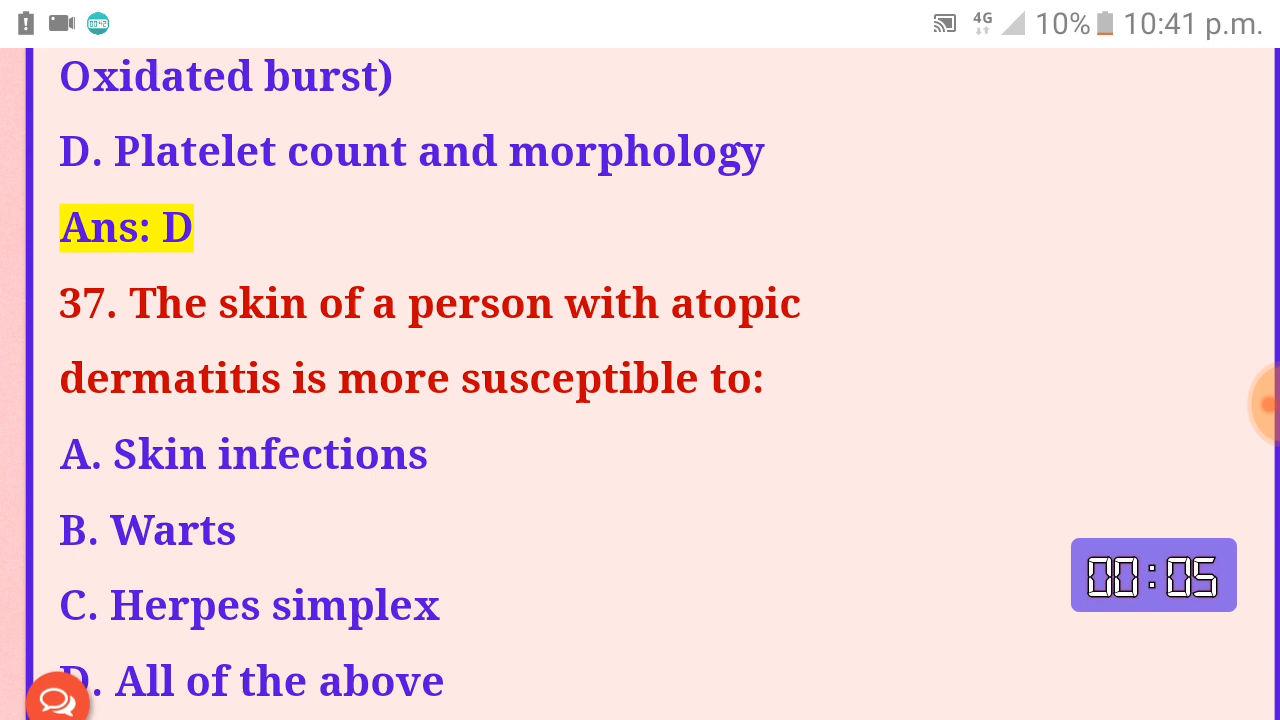 4G 10% 10:41 p.m.
Oxidated burst)
D. Platelet count and morphology
Ans: D
37. The skin of a person with atopic
dermatitis is more susceptible to:
A. Skin infections
B. Warts
C. Herpes simplex
00:05
D. All of the above